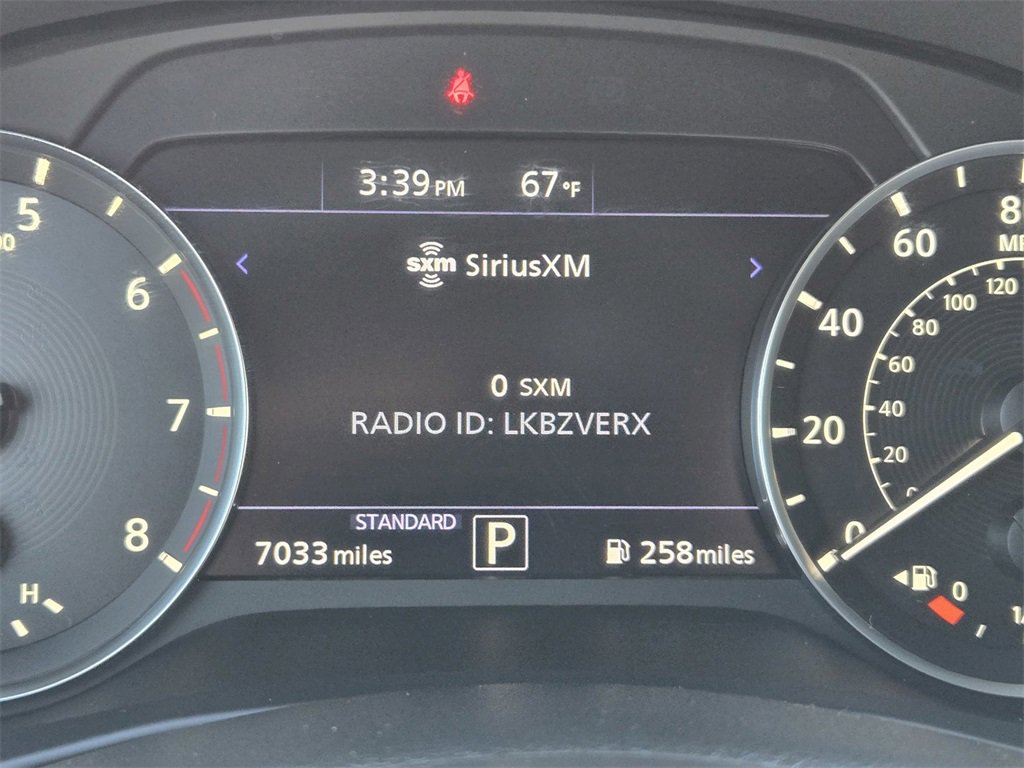 3:39 PM 67 °F
< sxm SiriusXM >
0 SXM
RADIO ID: LKBZVERX
STANDARD
7033 miles P 258 miles
5
6
7
8
H
60
40
20
0
120
100
80
60
40
20
0
0